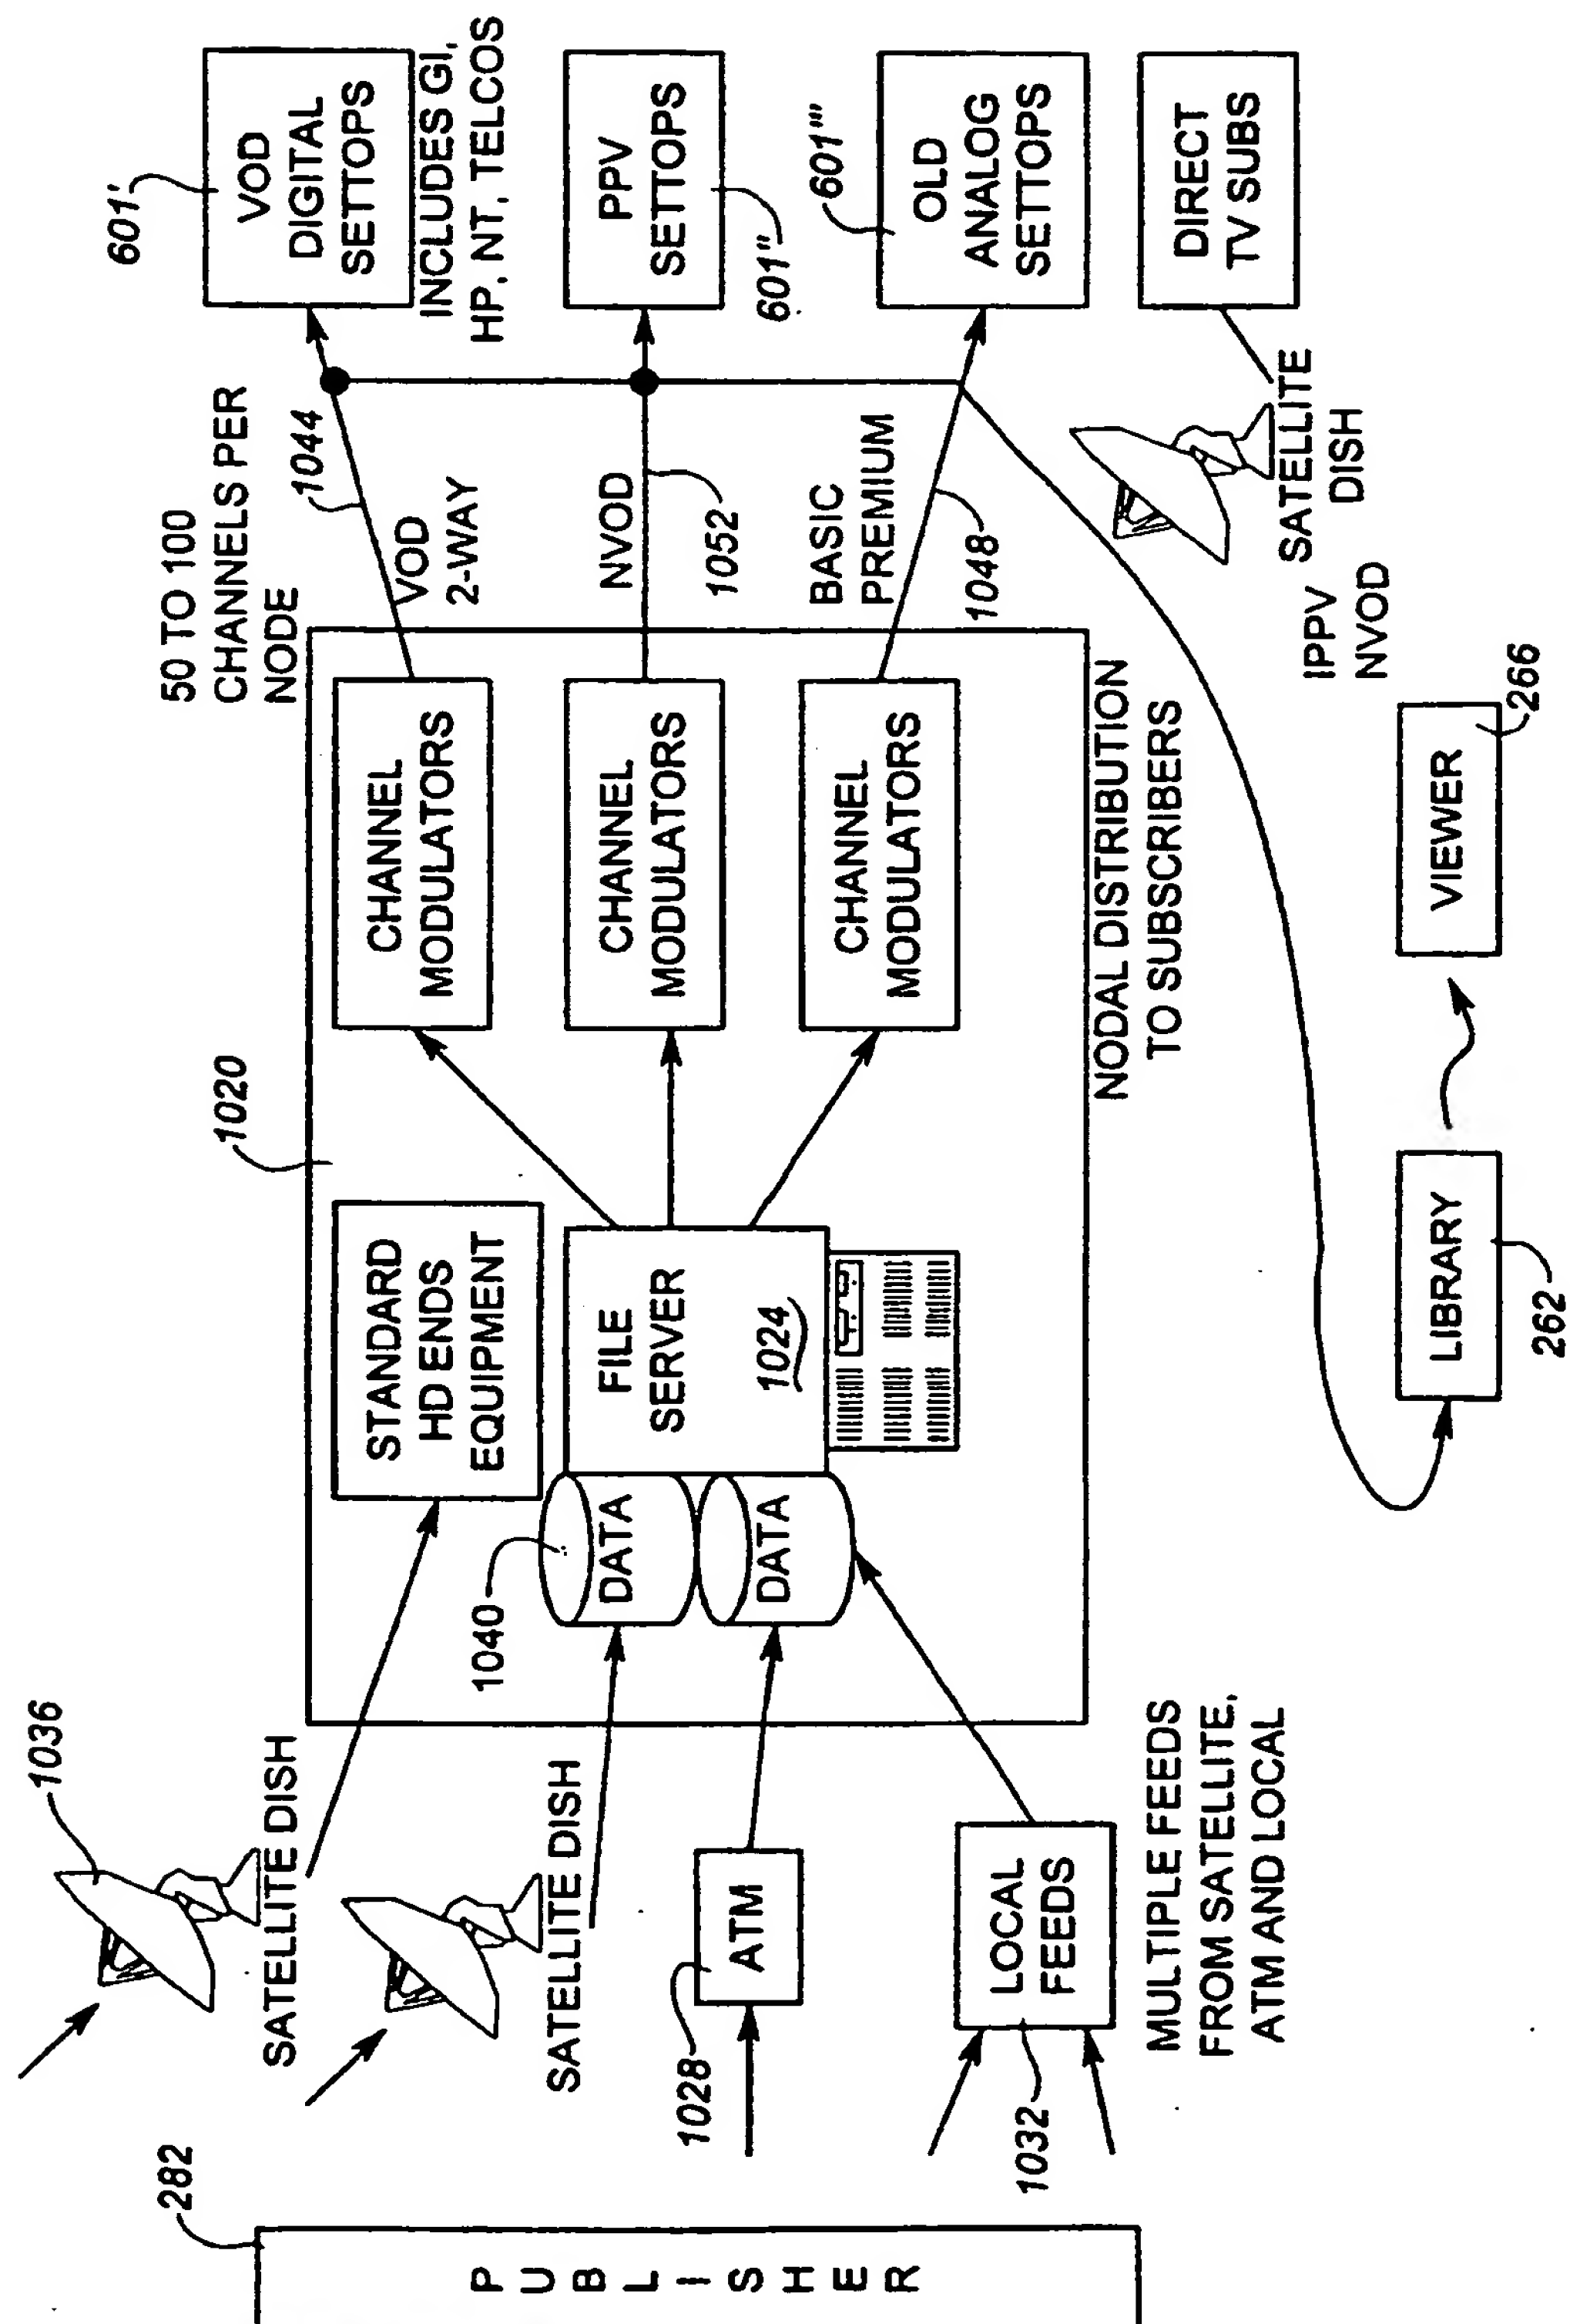 282
PUBLISHER
1036
SATELLITE DISH
SATELLITE DISH
1028
ATM
1032
LOCAL
FEEDS
MULTIPLE FEEDS
FROM SATELLITE,
ATM AND LOCAL
1020
STANDARD
HD ENDS
EQUIPMENT
1040
DATA
DATA
FILE
SERVER
1024
CHANNEL
MODULATORS
CHANNEL
MODULATORS
CHANNEL
MODULATORS
NODAL DISTRIBUTION
TO SUBSCRIBERS
50 TO 100
CHANNELS PER
NODE
1044
VOD
2-WAY
NVOD
1052
BASIC
PREMIUM
1048
601'
VOD
DIGITAL
SETTOPS
INCLUDES GI,
HP, NT, TELCOS
PPV
SETTOPS
601"
601'"
OLD
ANALOG
SETTOPS
DIRECT
TV SUBS
SATELLITE
DISH
IPPV
NVOD
LIBRARY
262
VIEWER
266